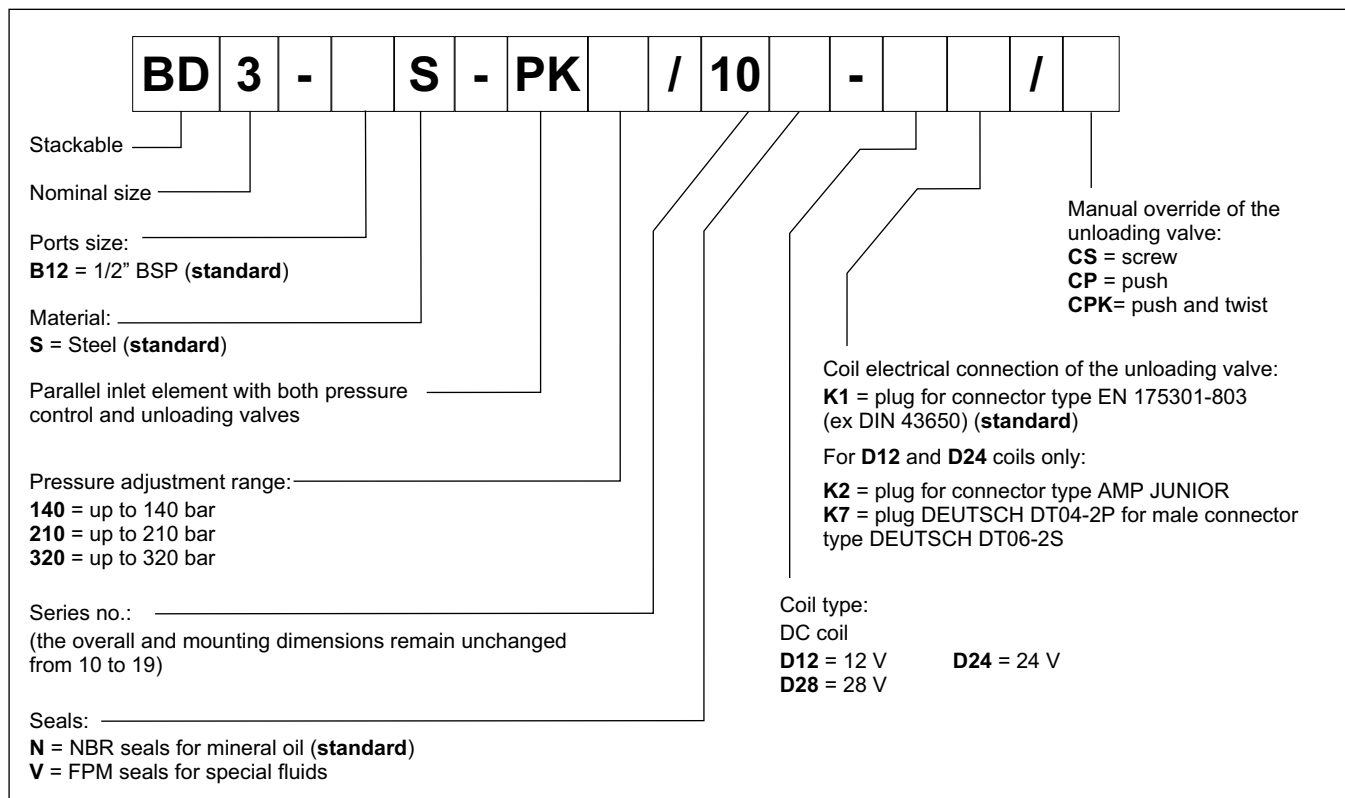 BD 3 - S - PK / 10 - /
Stackable
Nominal size
Ports size:
B12 = 1/2” BSP (standard)
Material:
S = Steel (standard)
Parallel inlet element with both pressure
control and unloading valves
Pressure adjustment range:
140 = up to 140 bar
210 = up to 210 bar
320 = up to 320 bar
Series no.:
(the overall and mounting dimensions remain unchanged
from 10 to 19)
Seals:
N = NBR seals for mineral oil (standard)
V = FPM seals for special fluids
Manual override of the
unloading valve:
CS = screw
CP = push
CPK= push and twist
Coil electrical connection of the unloading valve:
K1 = plug for connector type EN 175301-803
(ex DIN 43650) (standard)
For D12 and D24 coils only:
K2 = plug for connector type AMP JUNIOR
K7 = plug DEUTSCH DT04-2P for male connector
type DEUTSCH DT06-2S
Coil type:
DC coil
D12 = 12 V D24 = 24 V
D28 = 28 V